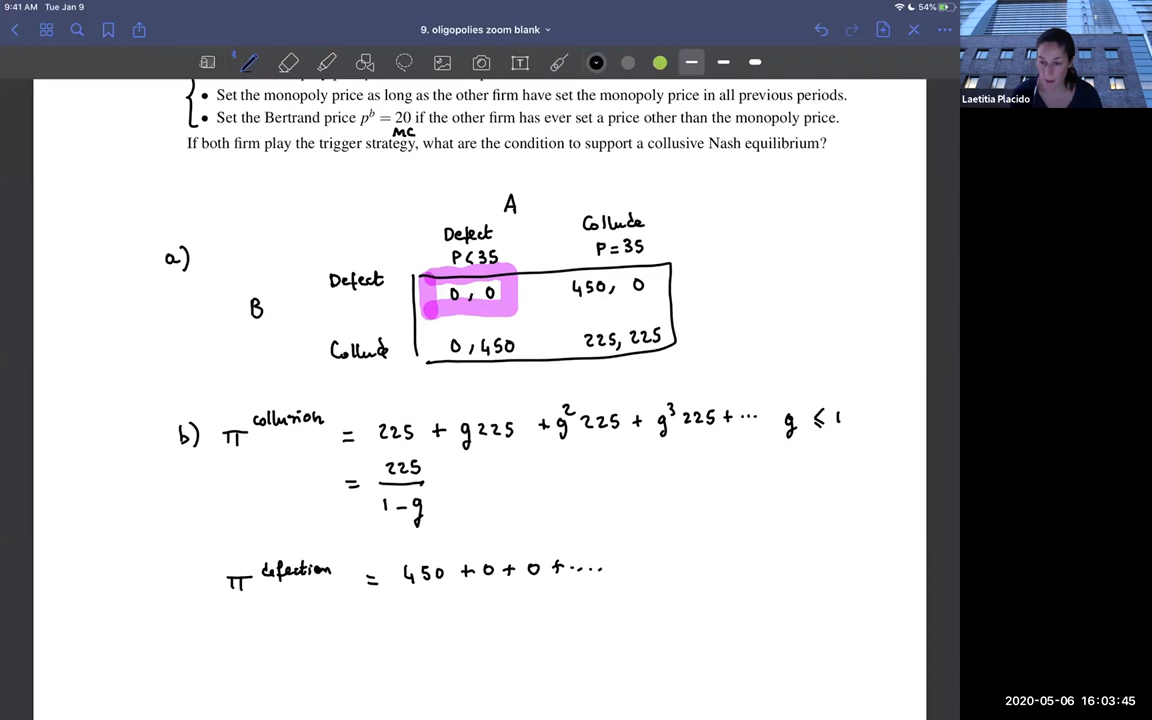 9:41 AM Tue Jan 9
54%
9. oligopolies zoom blank
Laetitia Placido
• Set the monopoly price as long as the other firm have set the monopoly price in all previous periods.
• Set the Bertrand price pᵇ = 20 if the other firm has ever set a price other than the monopoly price.
MC
If both firm play the trigger strategy, what are the condition to support a collusive Nash equilibrium?
A
Defect Collude
P < 35 P = 35
a)
Defect 0, 0 450, 0
B
Collude 0, 450 225, 225
b) π collusion = 225 + g 225 + g² 225 + g³ 225 + ... g ⩽ 1
= 225 / 1 - g
π defection = 450 + 0 + 0 + ....
2020-05-06 16:03:45